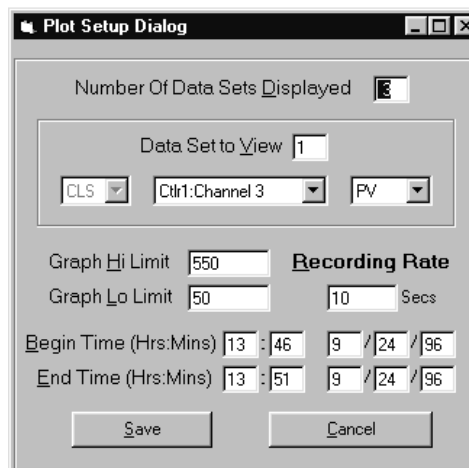 Plot Setup Dialog
Number Of Data Sets Displayed 3
Data Set to View 1
CLS Ctlr1:Channel 3 PV
Graph Hi Limit 550 Recording Rate
Graph Lo Limit 50 10 Secs
Begin Time (Hrs:Mins) 13 : 46 9 / 24 / 96
End Time (Hrs:Mins) 13 : 51 9 / 24 / 96
Save Cancel